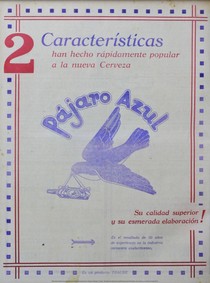 2 Características
han hecho rápidamente popular
a la nueva Cerveza
Pájaro Azul
Su calidad superior
y su esmerada elaboración!